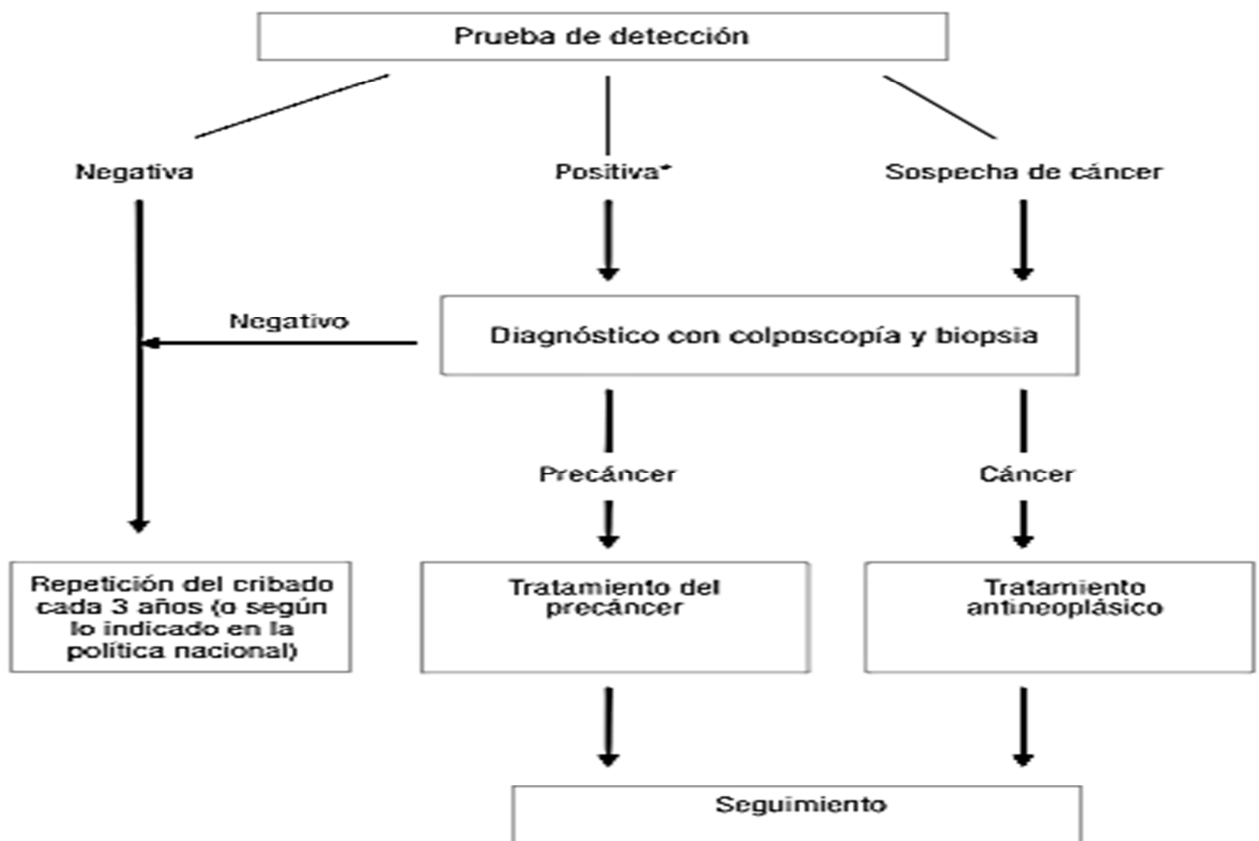 Prueba de detección
Negativa
Positiva*
Sospecha de cáncer
Negativo
Diagnóstico con colposcopía y biopsia
Precáncer
Cáncer
Repetición del cribado
cada 3 años (o según
lo indicado en la
política nacional)
Tratamiento del
precáncer
Tratamiento
antineoplásico
Seguimiento